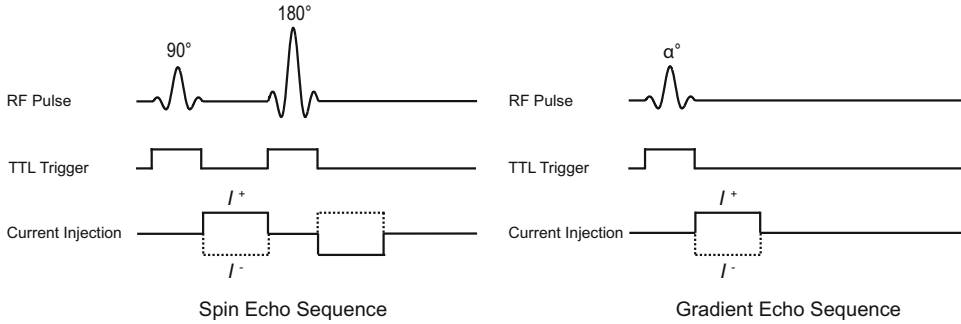 180°
90°
RF Pulse
TTL Trigger
I +
Current Injection
I -
Spin Echo Sequence
α°
RF Pulse
TTL Trigger
I +
Current Injection
I -
Gradient Echo Sequence